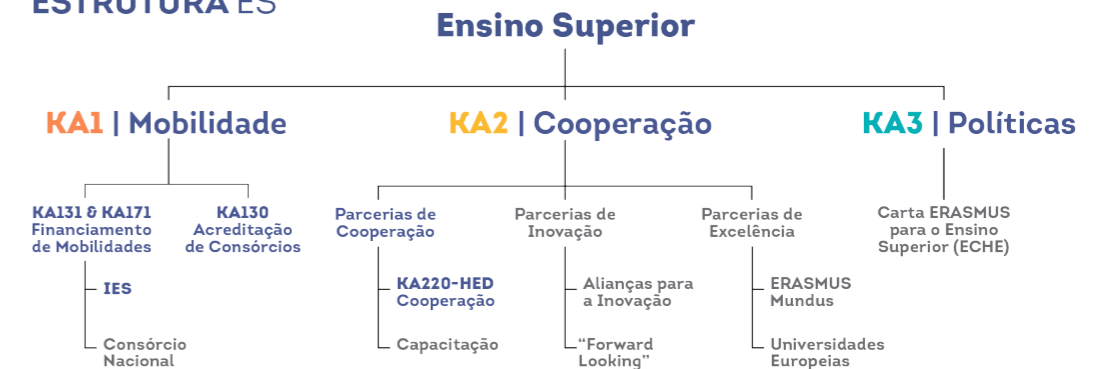 ESTRUTURA ES
Ensino Superior
KA1 | Mobilidade
KA2 | Cooperação
KA3 | Políticas
KA131 & KA171
Financiamento
de Mobilidades
KA130
Acreditação
de Consórcios
Parcerias de
Cooperação
Parcerias de
Inovação
Parcerias de
Excelência
Carta ERASMUS
para o Ensino
Superior (ECHE)
IES
Consórcio
Nacional
KA220-HED
Cooperação
Capacitação
Alianças para
a Inovação
“Forward
Looking”
ERASMUS
Mundus
Universidades
Europeias